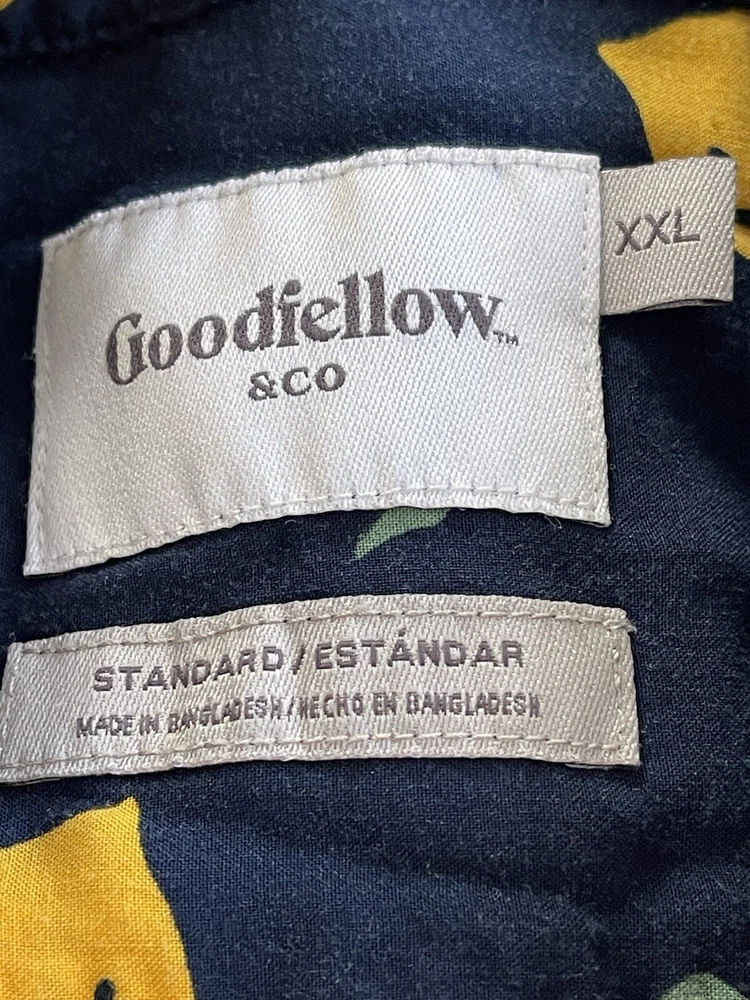 Goodfellow™
&CO
XXL
STANDARD/ESTÁNDAR
MADE IN BANGLADESH/HECHO EN BANGLADESH